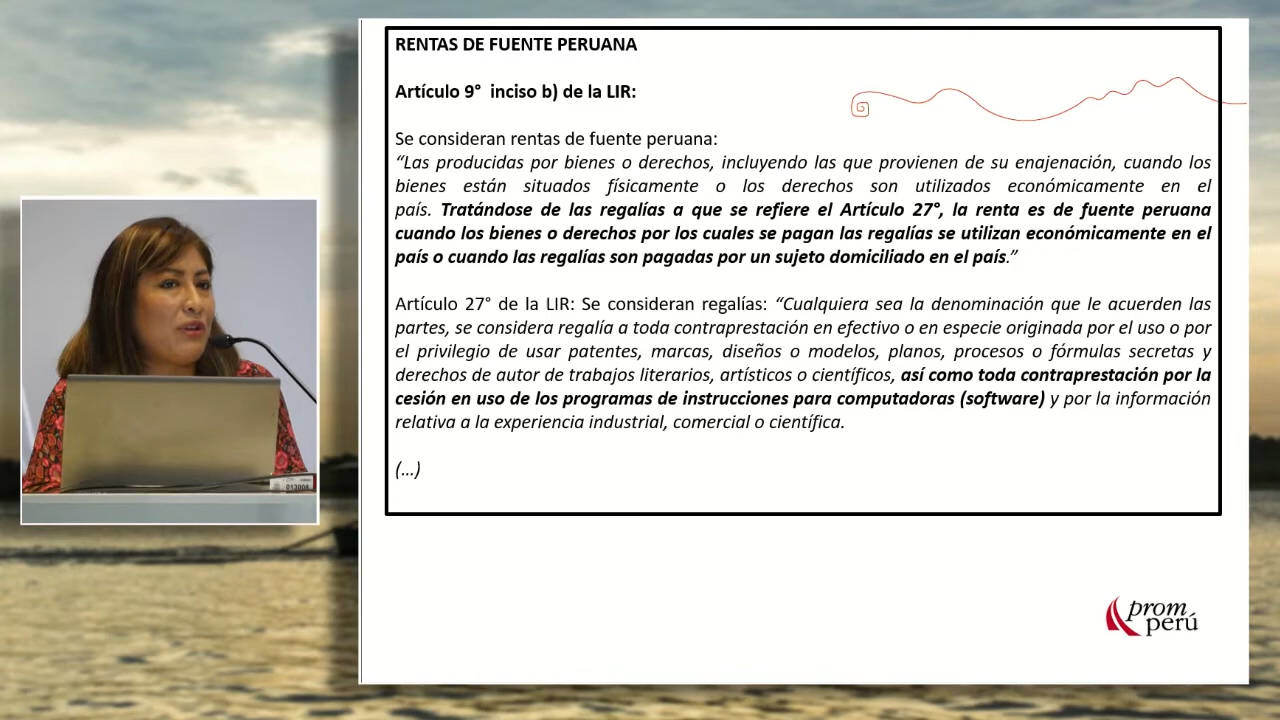 RENTAS DE FUENTE PERUANA
Artículo 9° inciso b) de la LIR:
Se consideran rentas de fuente peruana:
“Las producidas por bienes o derechos, incluyendo las que provienen de su enajenación, cuando los
bienes están situados físicamente o los derechos son utilizados económicamente en el
país. Tratándose de las regalías a que se refiere el Artículo 27°, la renta es de fuente peruana
cuando los bienes o derechos por los cuales se pagan las regalías se utilizan económicamente en el
país o cuando las regalías son pagadas por un sujeto domiciliado en el país.”
Artículo 27° de la LIR: Se consideran regalías: “Cualquiera sea la denominación que le acuerden las
partes, se considera regalía a toda contraprestación en efectivo o en especie originada por el uso o por
el privilegio de usar patentes, marcas, diseños o modelos, planos, procesos o fórmulas secretas y
derechos de autor de trabajos literarios, artísticos o científicos, así como toda contraprestación por la
cesión en uso de los programas de instrucciones para computadoras (software) y por la información
relativa a la experiencia industrial, comercial o científica.
(...)
prom
perú